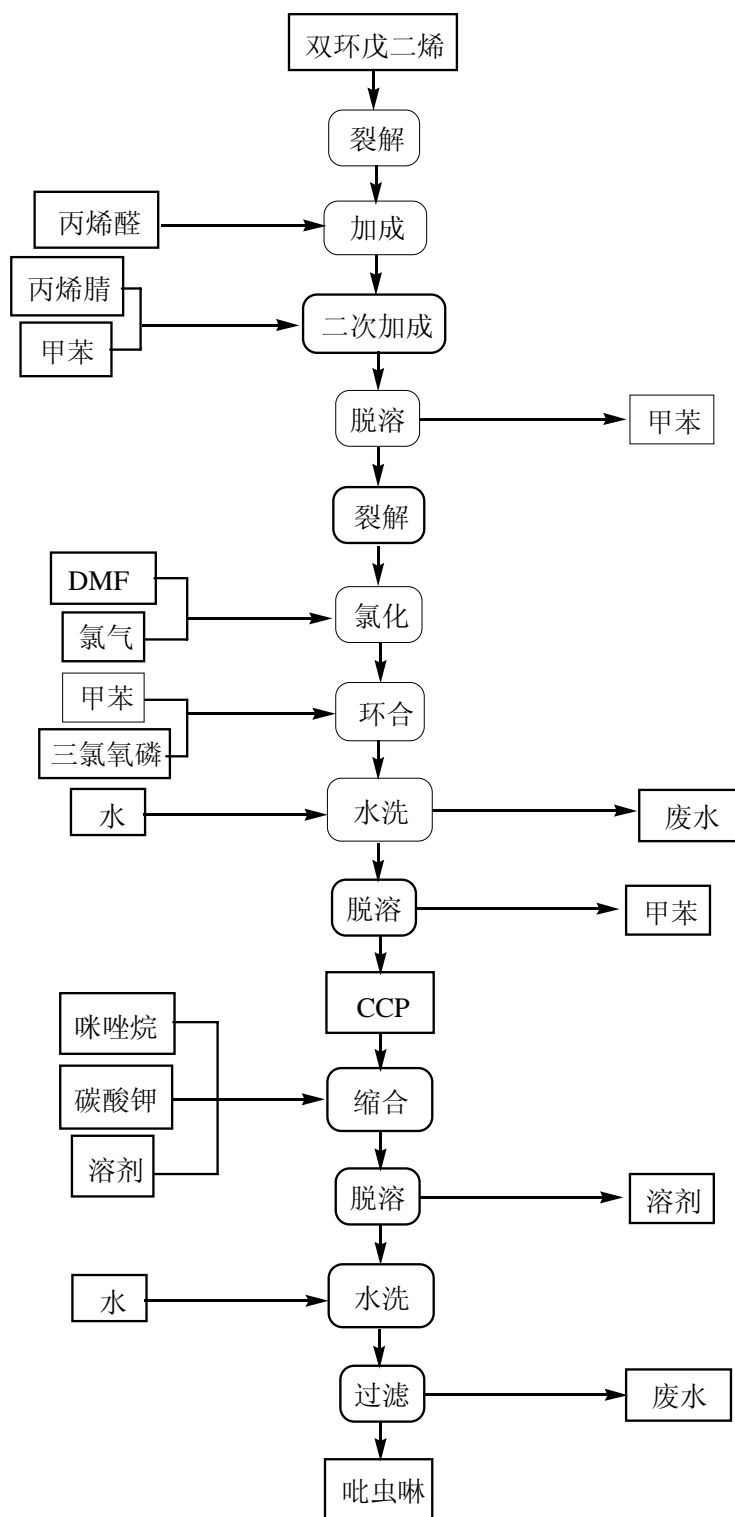 双环戊二烯
裂解
丙烯醛
加成
丙烯腈
二次加成
甲苯
脱溶
甲苯
裂解
DMF
氯化
氯气
甲苯
环合
三氯氧磷
水
水洗
废水
脱溶
甲苯
CCP
咪唑烷
碳酸钾
缩合
溶剂
脱溶
溶剂
水
水洗
过滤
废水
吡虫啉